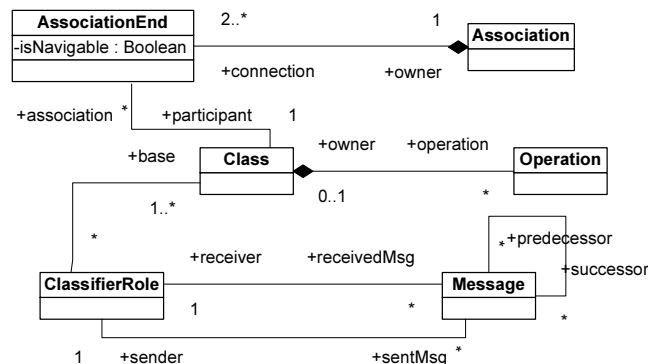 AssociationEnd
-isNavigable : Boolean
2..*
1
Association
+connection
+owner
+association
*
+participant
1
+base
Class
+owner
+operation
Operation
1..*
0..1
*
*
+receiver
+receivedMsg
*
+predecessor
ClassifierRole
Message
+successor
1
*
*
1
+sender
+sentMsg
*